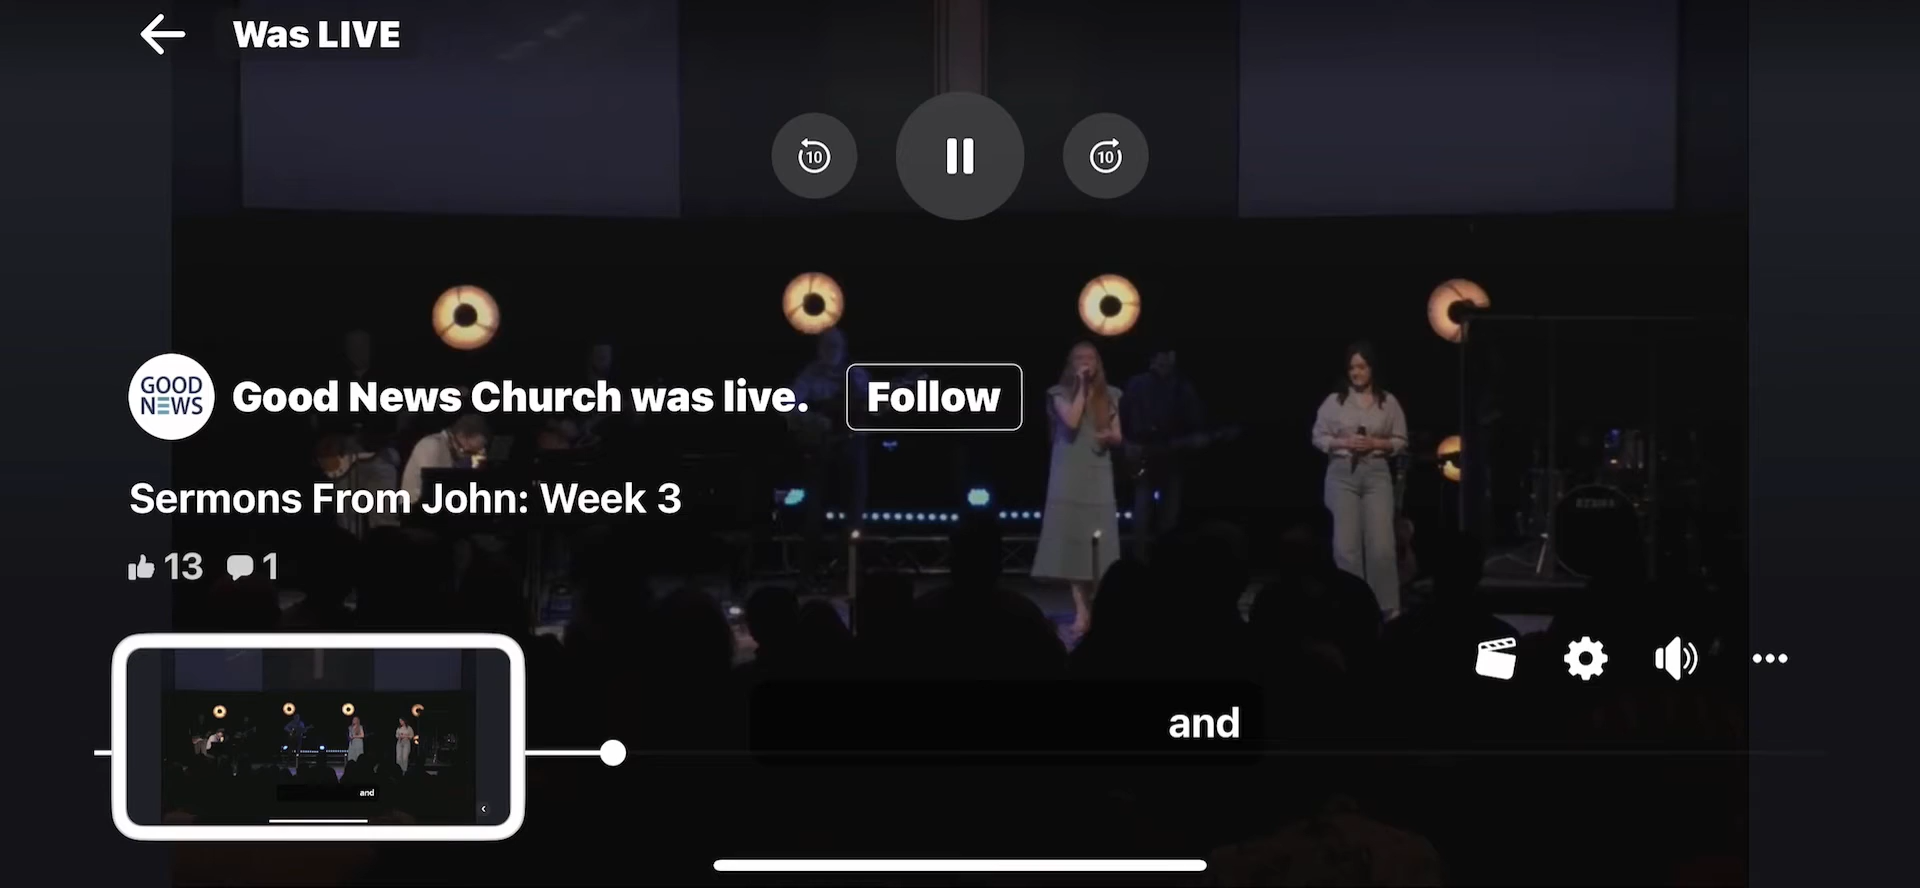 Was LIVE
10
10
GOOD
NEWS
Good News Church was live.
Follow
Sermons From John: Week 3
13
1
and
and